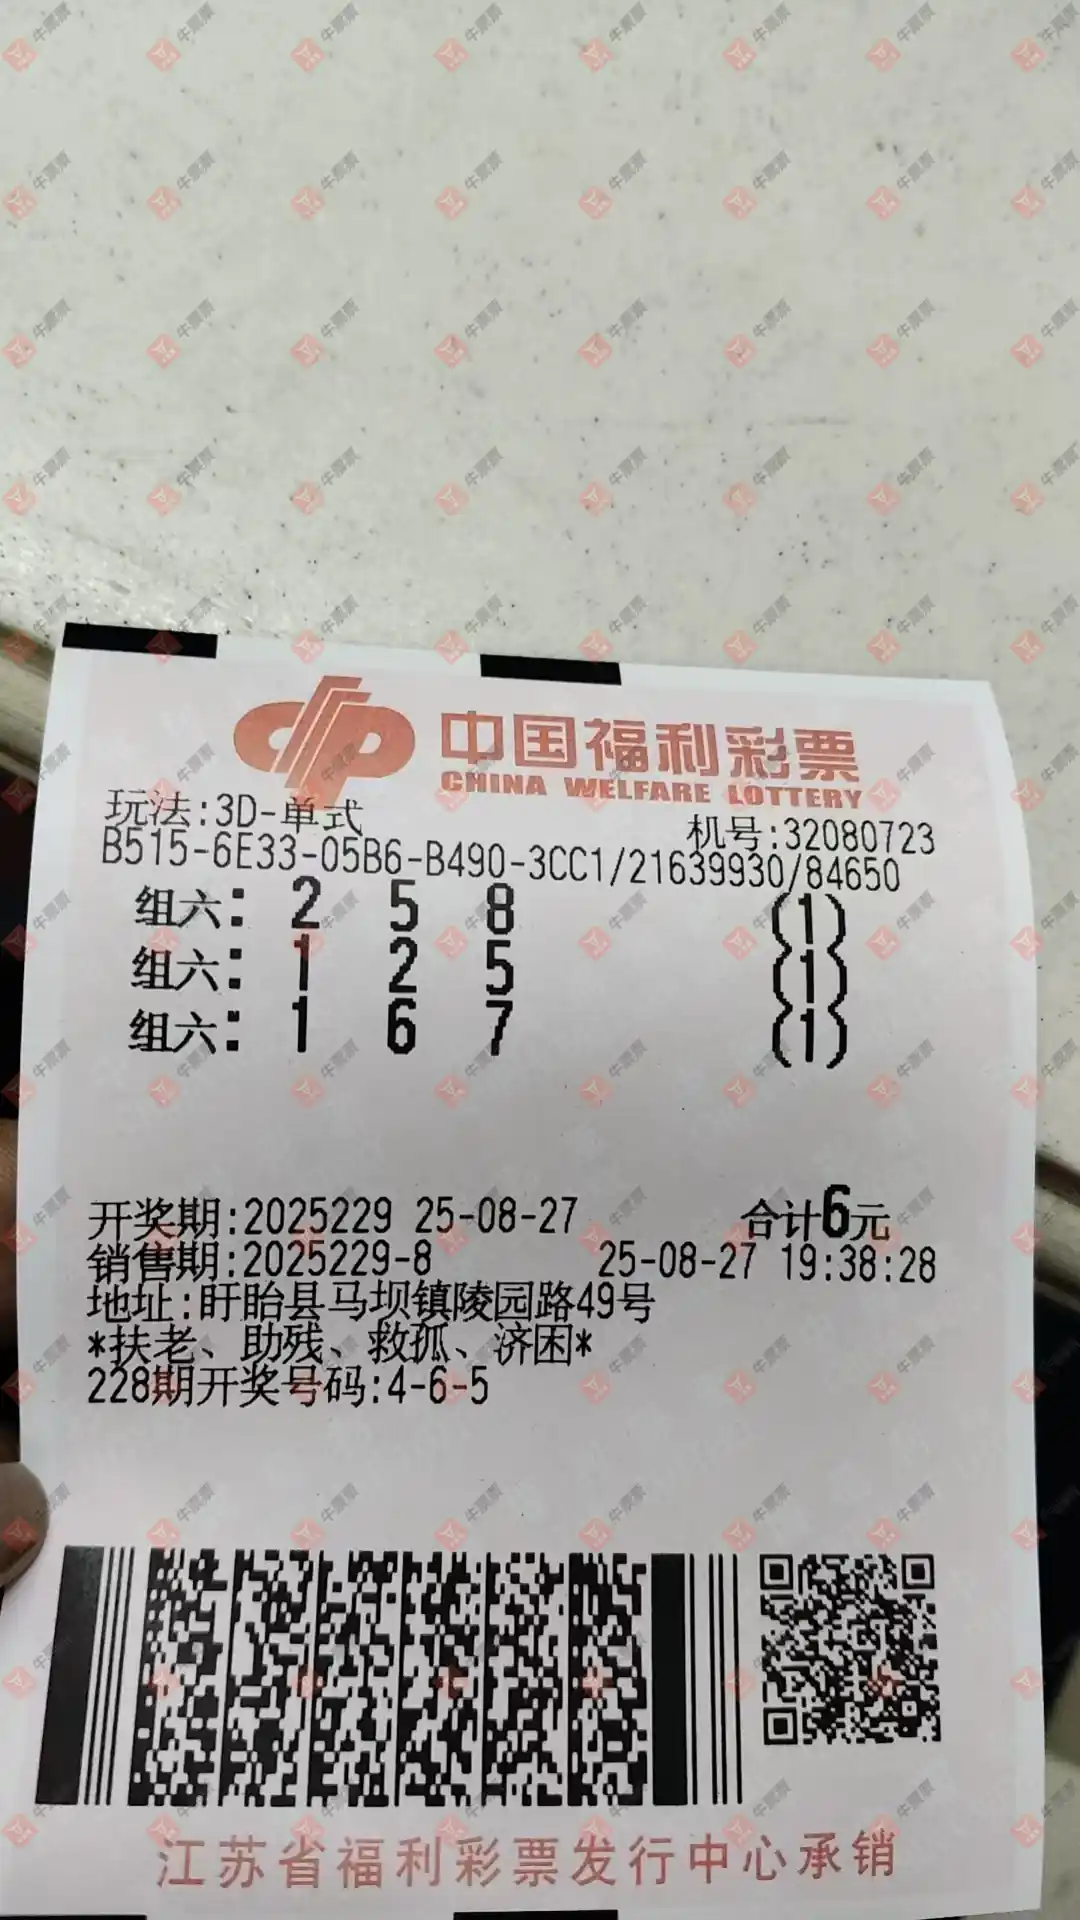 中国福利彩票
CHINA WELFARE LOTTERY
玩法:3D-单式
机号:32080723
B515-6E33-05B6-B490-3CC1/21639930/84650
组六: 2 5 8 (1)
组六: 1 2 5 (1)
组六: 1 6 7 (1)
开奖期:2025229 25-08-27 合计6元
销售期:2025229-8 25-08-27 19:38:28
地址:盱眙县马坝镇陵园路49号
*扶老、助残、救孤、济困*
228期开奖号码:4-6-5
江苏省福利彩票发行中心承销